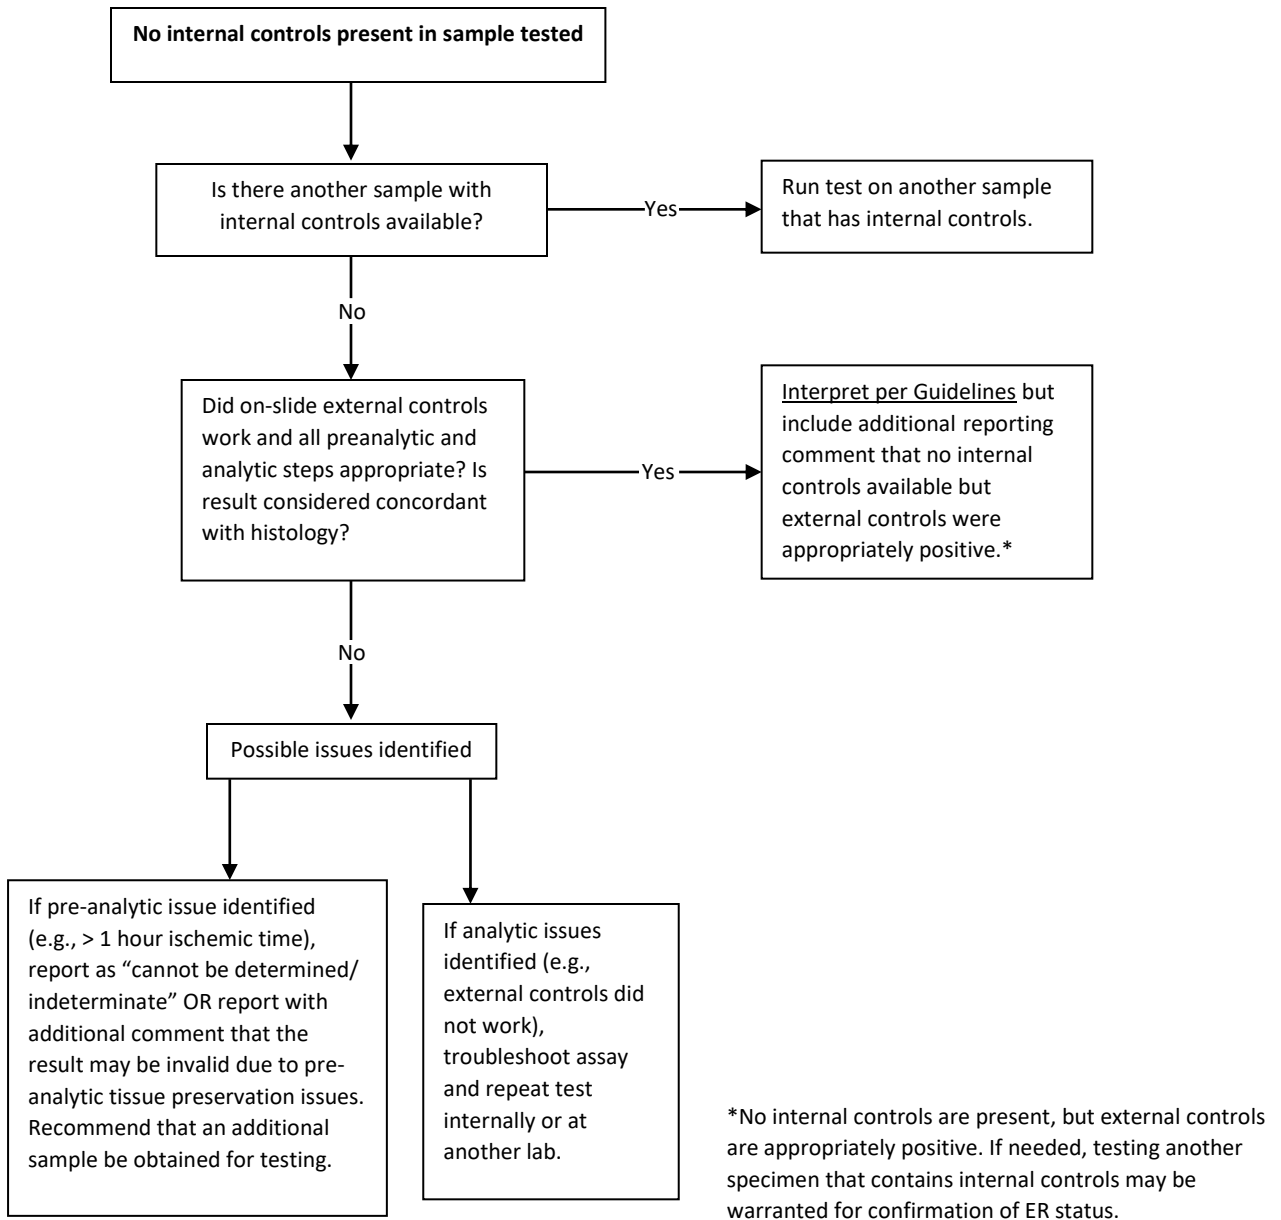 No internal controls present in sample tested
Is there another sample with
internal controls available?
Yes
Run test on another sample
that has internal controls.
No
Did on-slide external controls
work and all preanalytic and
analytic steps appropriate? Is
result considered concordant
with histology?
Yes
Interpret per Guidelines but
include additional reporting
comment that no internal
controls available but
external controls were
appropriately positive.*
No
Possible issues identified
If pre-analytic issue identified
(e.g., > 1 hour ischemic time),
report as “cannot be determined/
indeterminate” OR report with
additional comment that the
result may be invalid due to pre-
analytic tissue preservation issues.
Recommend that an additional
sample be obtained for testing.
If analytic issues
identified (e.g.,
external controls did
not work),
troubleshoot assay
and repeat test
internally or at
another lab.
*No internal controls are present, but external controls
are appropriately positive. If needed, testing another
specimen that contains internal controls may be
warranted for confirmation of ER status.